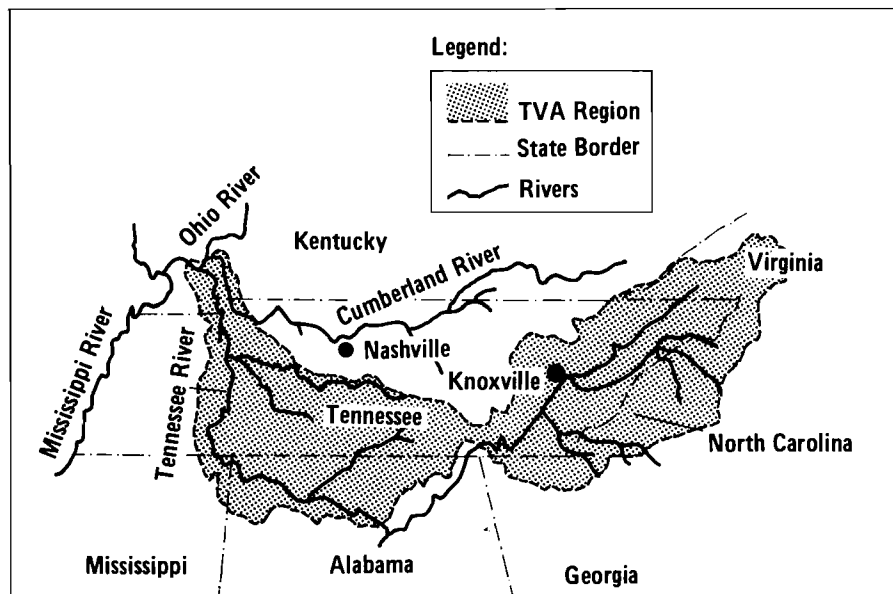 Legend:
TVA Region
State Border
Rivers
Ohio River
Kentucky
Cumberland River
Virginia
Mississippi River
Tennessee River
Nashville
Knoxville
Tennessee
North Carolina
Mississippi
Alabama
Georgia